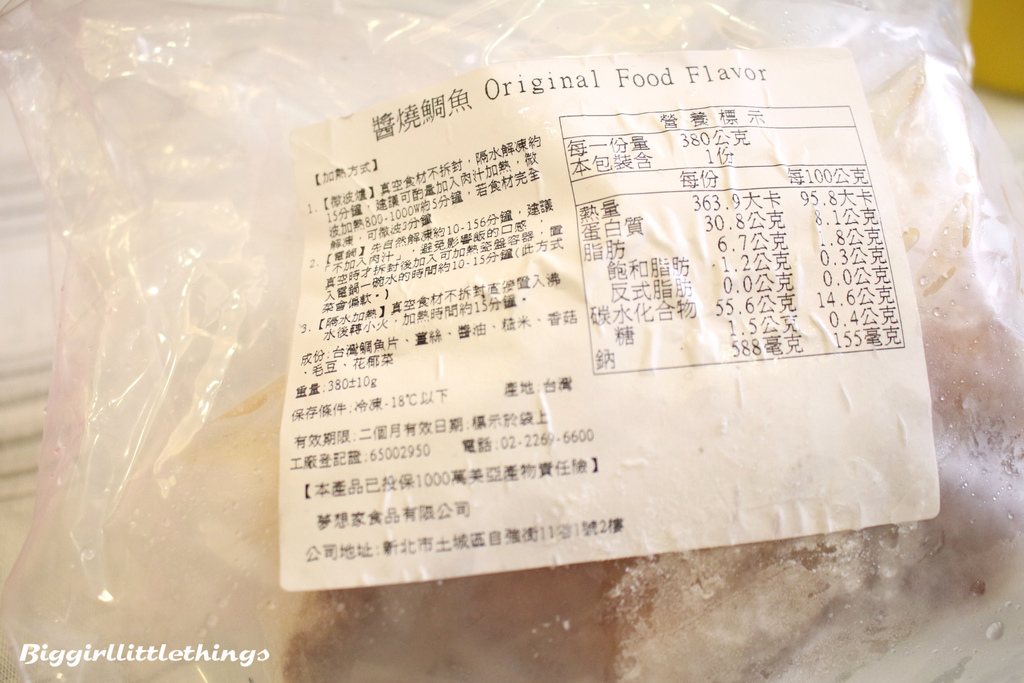 醬燒鯛魚 Original Food Flavor
【加熱方式】
1.【微波爐】真空食材不拆封，隔水解凍約
15分鐘，建議可酌量加入肉汁加熱，微
波加熱800-1000W約5分鐘，若食材完全
解凍，可微波3分鐘
2.【電鍋】先自然解凍約10-156分鐘，建議
「不加入肉汁」，避免影響飯的口感，置
真空時才拆封後加入可加熱瓷盤容器，置
入電鍋一碗水的時間約10-15分鐘(此方式
菜會偏軟。)
3.【隔水加熱】真空食材不拆封直接置入沸
水後轉小火，加熱時間約15分鐘。
成份:台灣鯛魚片、薑絲、醬油、糙米、香菇
、毛豆、花椰菜
重量:380±10g
保存條件:冷凍-18℃以下 產地:台灣
有效期限:二個月有效日期:標示於袋上
工廠登記證:65002950 電話:02-2269-6600
【本產品已投保1000萬美亞產物責任險】
夢想家食品有限公司
公司地址:新北市土城區自強街11巷1號2樓
營養標示
每一份量 380公克
本包裝含 1份
每份 每100公克
熱量 363.9大卡 95.8大卡
蛋白質 30.8公克 8.1公克
脂肪 6.7公克 1.8公克
飽和脂肪 1.2公克 0.3公克
反式脂肪 0.0公克 0.0公克
碳水化合物 55.6公克 14.6公克
糖 1.5公克 0.4公克
鈉 588毫克 155毫克
Biggirllittlethings